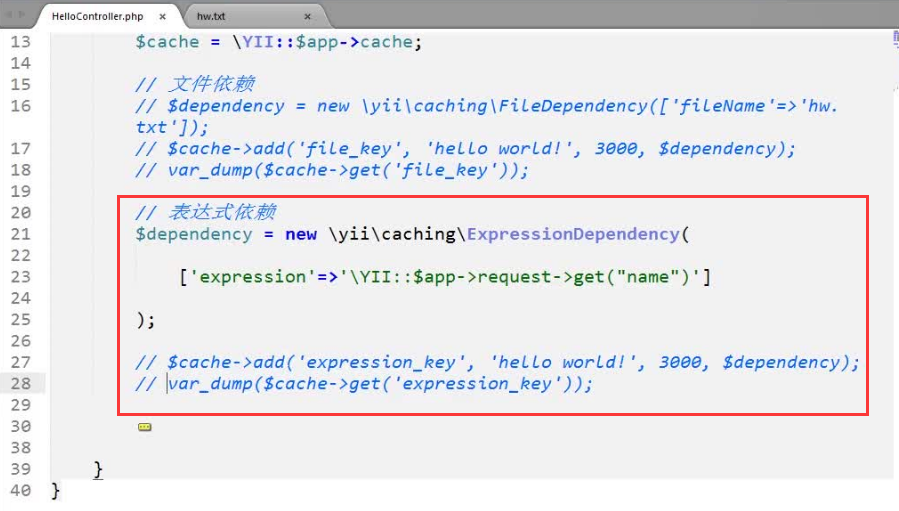 HelloController.php × hw.txt ×
13 $cache = \YII::$app->cache;
14
15 // 文件依赖
16 // $dependency = new \yii\caching\FileDependency(['fileName'=>'hw.
txt']);
17 // $cache->add('file_key', 'hello world!', 3000, $dependency);
18 // var_dump($cache->get('file_key'));
19
20 // 表达式依赖
21 $dependency = new \yii\caching\ExpressionDependency(
22
23 ['expression'=>'\YII::$app->request->get("name")']
24
25 );
26
27 // $cache->add('expression_key', 'hello world!', 3000, $dependency);
28 // var_dump($cache->get('expression_key'));
29
30
38
39 }
40 }